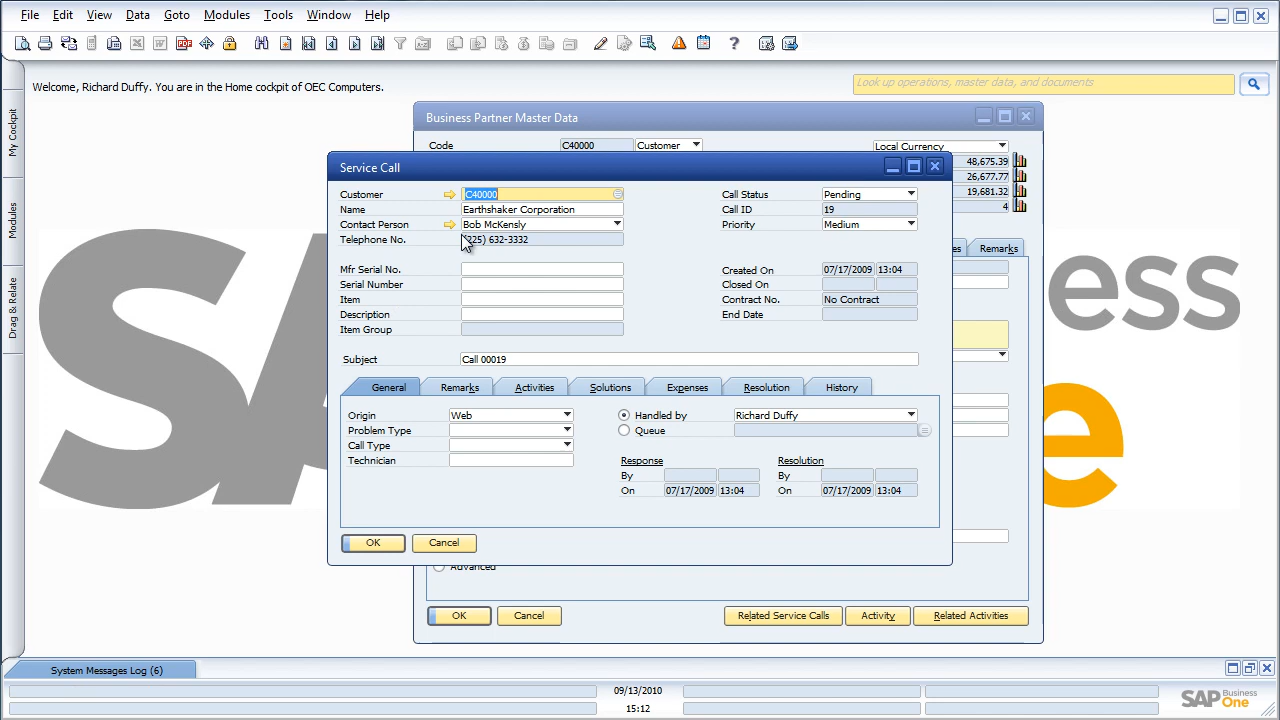 File Edit View Data Goto Modules Tools Window Help
Welcome, Richard Duffy. You are in the Home cockpit of OEC C
Look up operations, master data, and documents
My Cockpit
Modules
Drag & Relate
Business Partner Master Data
Code C40000 Customer Local Currency
48,675.39
26,677.77
19,681.32
4
Remarks
Service Call
Customer C40000 Call Status Pending
Name Earthshaker Corporation Call ID 19
Contact Person Bob McKensly Priority Medium
Telephone No. (225) 632-3332
Mfr Serial No. Created On 07/17/2009 13:04
Serial Number Closed On
Item Contract No. No Contract
Description End Date
Item Group
Subject Call 00019
General Remarks Activities Solutions Expenses Resolution History
Origin Web Handled by Richard Duffy
Problem Type Queue
Call Type
Technician Response Resolution
By By
On 07/17/2009 13:04 On 07/17/2009 13:04
OK Cancel
Advanced
OK Cancel Related Service Calls Activity Related Activities
SA
ess
e
System Messages Log (6)
09/13/2010
15:12
SAP Business One